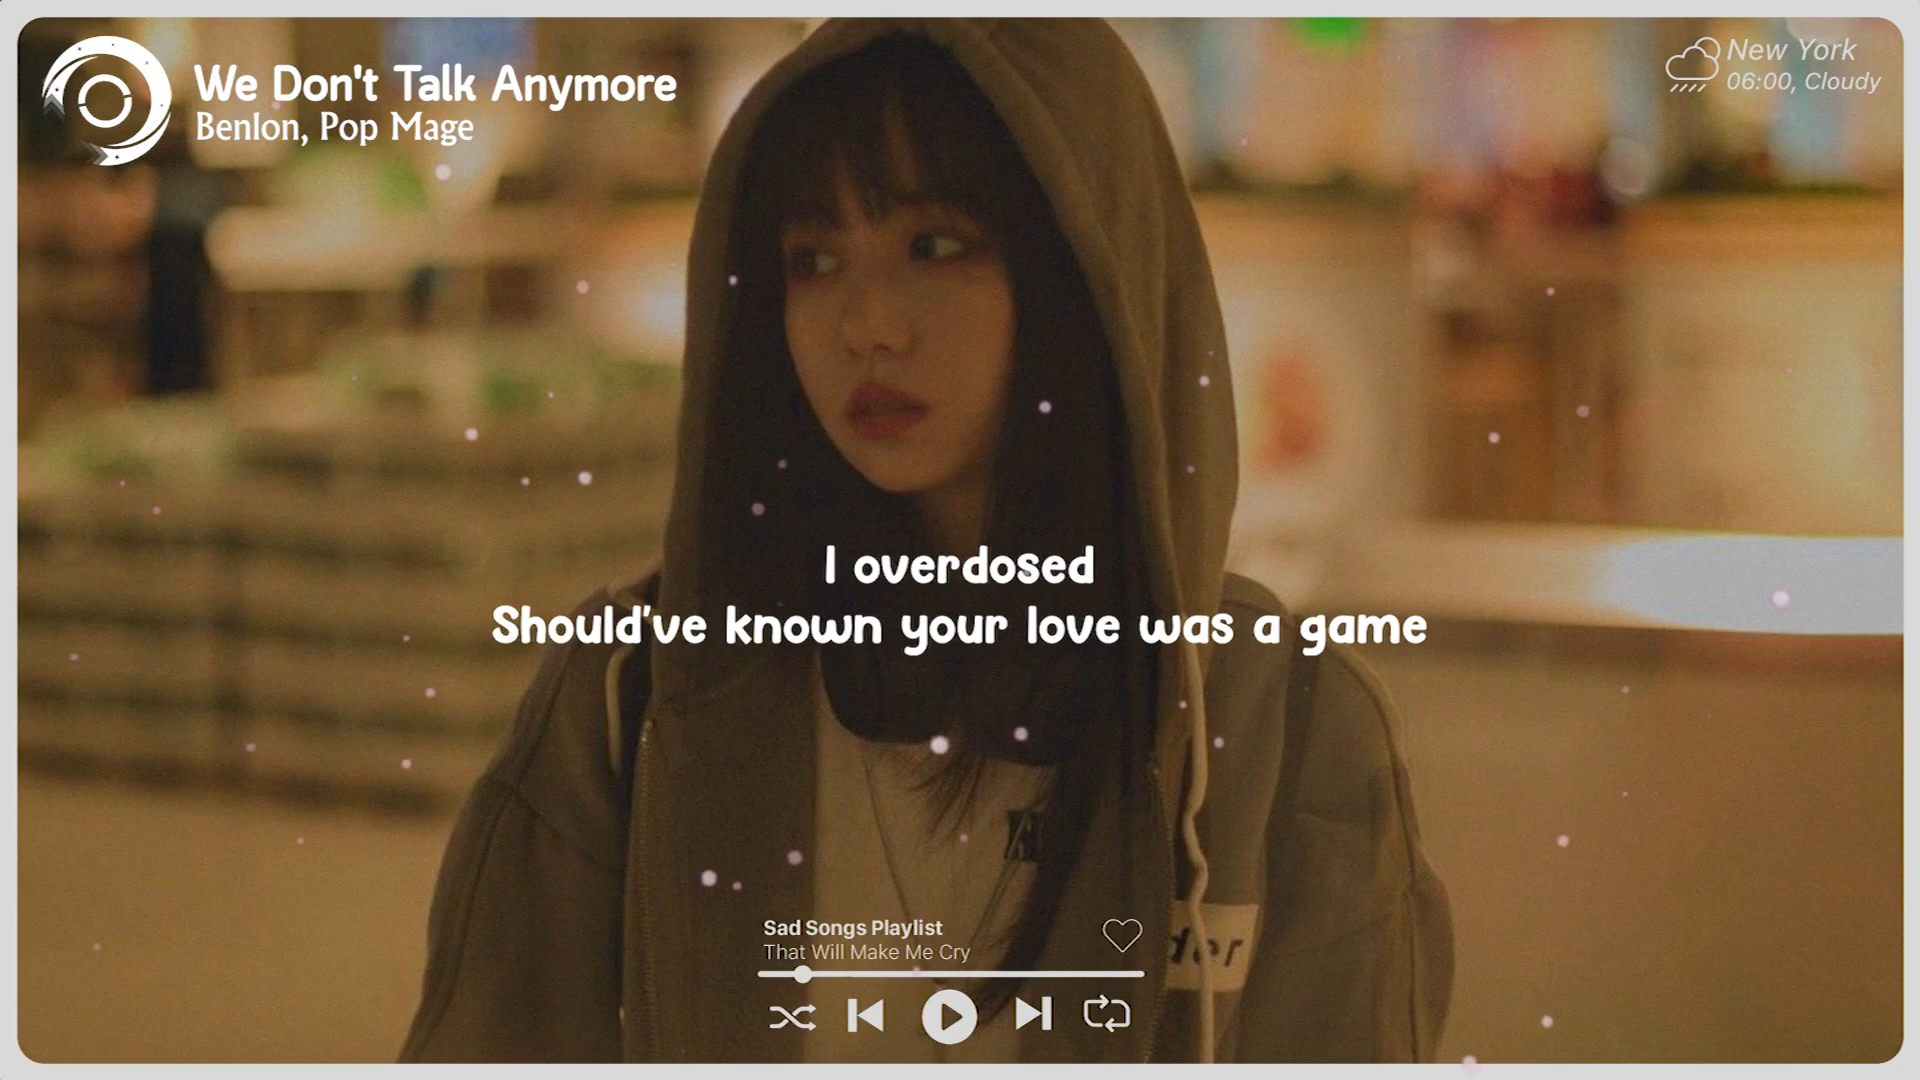 We Don't Talk Anymore
Benlon, Pop Mage
New York
06:00, Cloudy
I overdosed
Should've known your love was a game
der
Sad Songs Playlist
That Will Make Me Cry